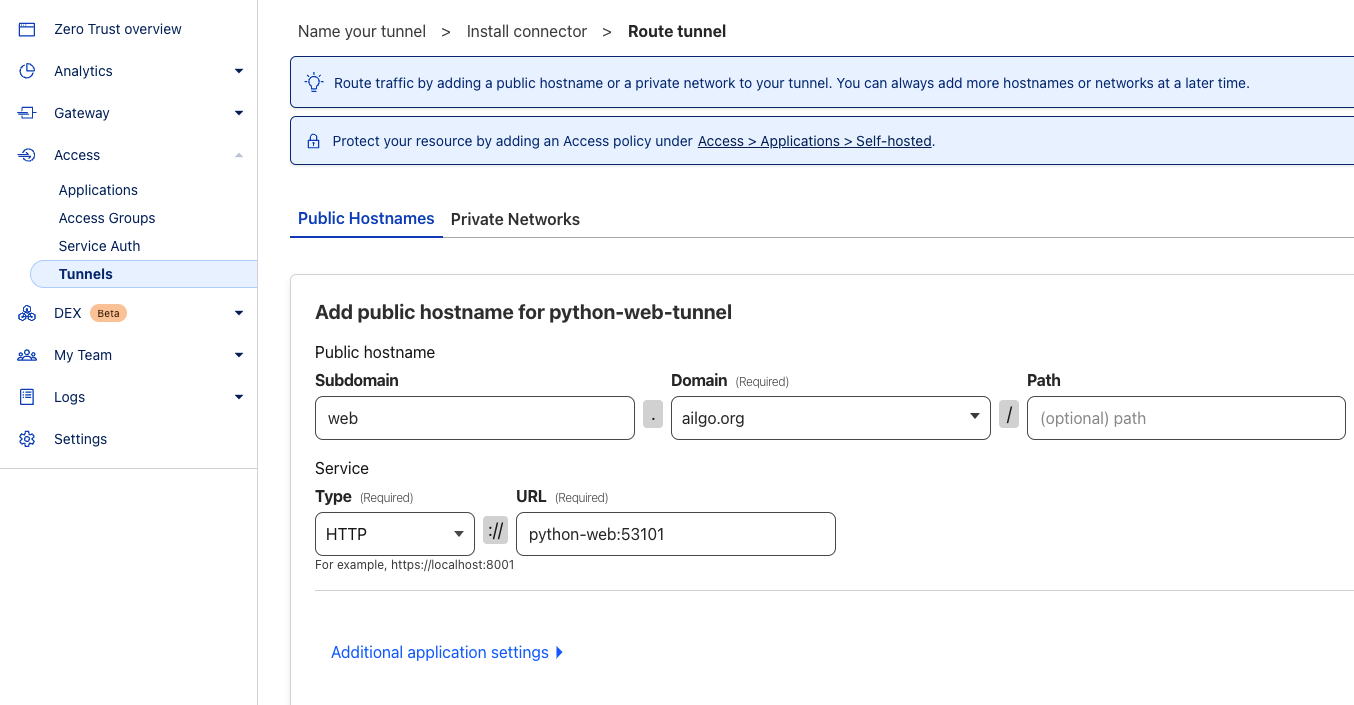 Zero Trust overview
Analytics
Gateway
Access
Applications
Access Groups
Service Auth
Tunnels
DEX Beta
My Team
Logs
Settings
Name your tunnel > Install connector > Route tunnel
Route traffic by adding a public hostname or a private network to your tunnel. You can always add more hostnames or networks at a later time.
Protect your resource by adding an Access policy under Access > Applications > Self-hosted.
Public Hostnames Private Networks
Add public hostname for python-web-tunnel
Public hostname
Subdomain Domain (Required) Path
web . ailgo.org / (optional) path
Service
Type (Required) URL (Required)
HTTP :// python-web:53101
For example, https://localhost:8001
Additional application settings